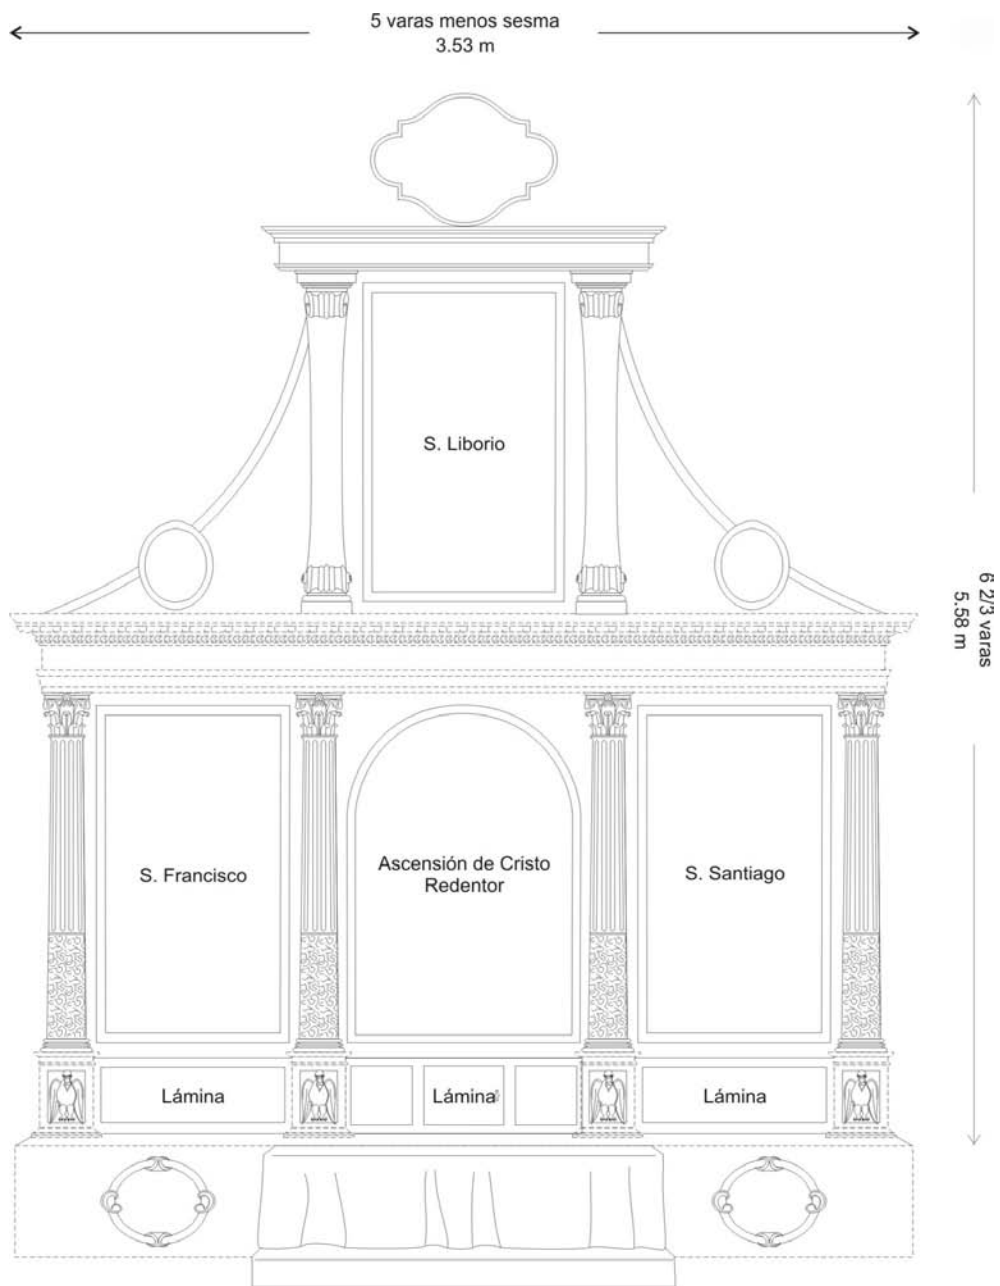 5 varas menos sesma
3.53 m
S. Liborio
6 2/3 varas
5.58 m
S. Francisco
Ascensión de Cristo
Redentor
S. Santiago
Lámina
Lámina
Lámina